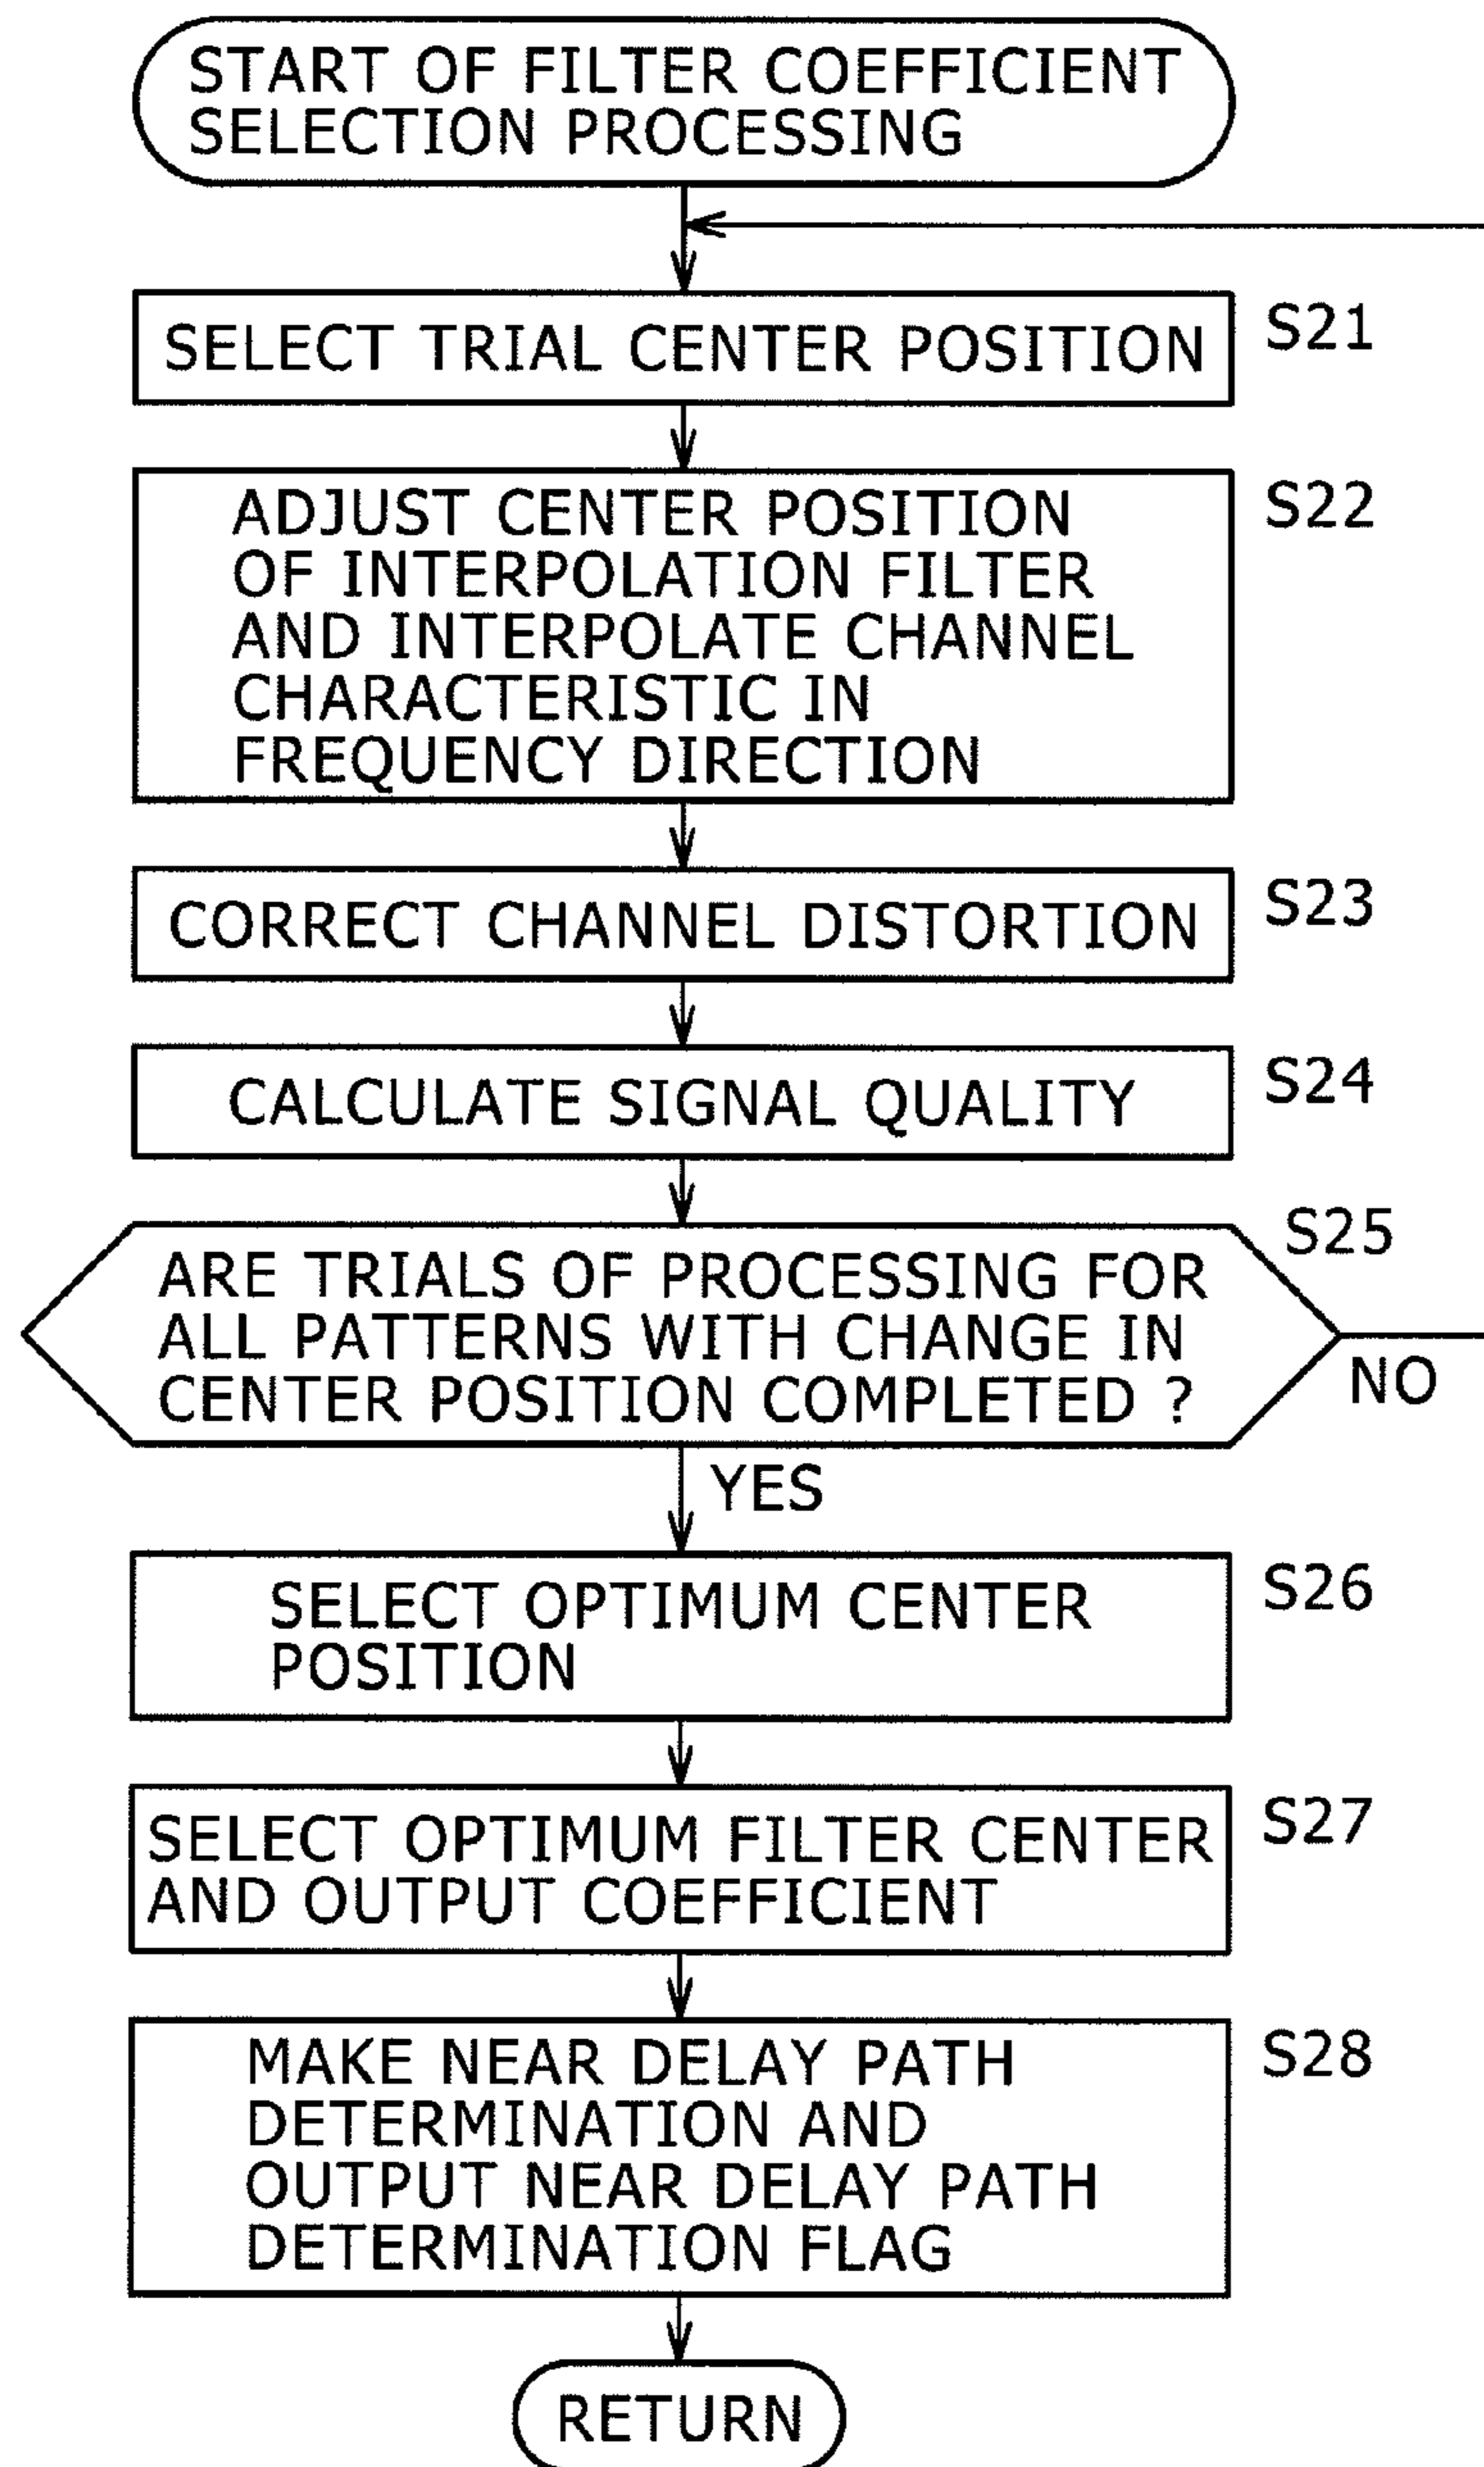 START OF FILTER COEFFICIENT
SELECTION PROCESSING
SELECT TRIAL CENTER POSITION
S21
ADJUST CENTER POSITION
OF INTERPOLATION FILTER
AND INTERPOLATE CHANNEL
CHARACTERISTIC IN
FREQUENCY DIRECTION
S22
CORRECT CHANNEL DISTORTION
S23
CALCULATE SIGNAL QUALITY
S24
S25
ARE TRIALS OF PROCESSING FOR
ALL PATTERNS WITH CHANGE IN
CENTER POSITION COMPLETED ?
NO
YES
SELECT OPTIMUM CENTER
POSITION
S26
SELECT OPTIMUM FILTER CENTER
AND OUTPUT COEFFICIENT
S27
MAKE NEAR DELAY PATH
DETERMINATION AND
OUTPUT NEAR DELAY PATH
DETERMINATION FLAG
S28
RETURN